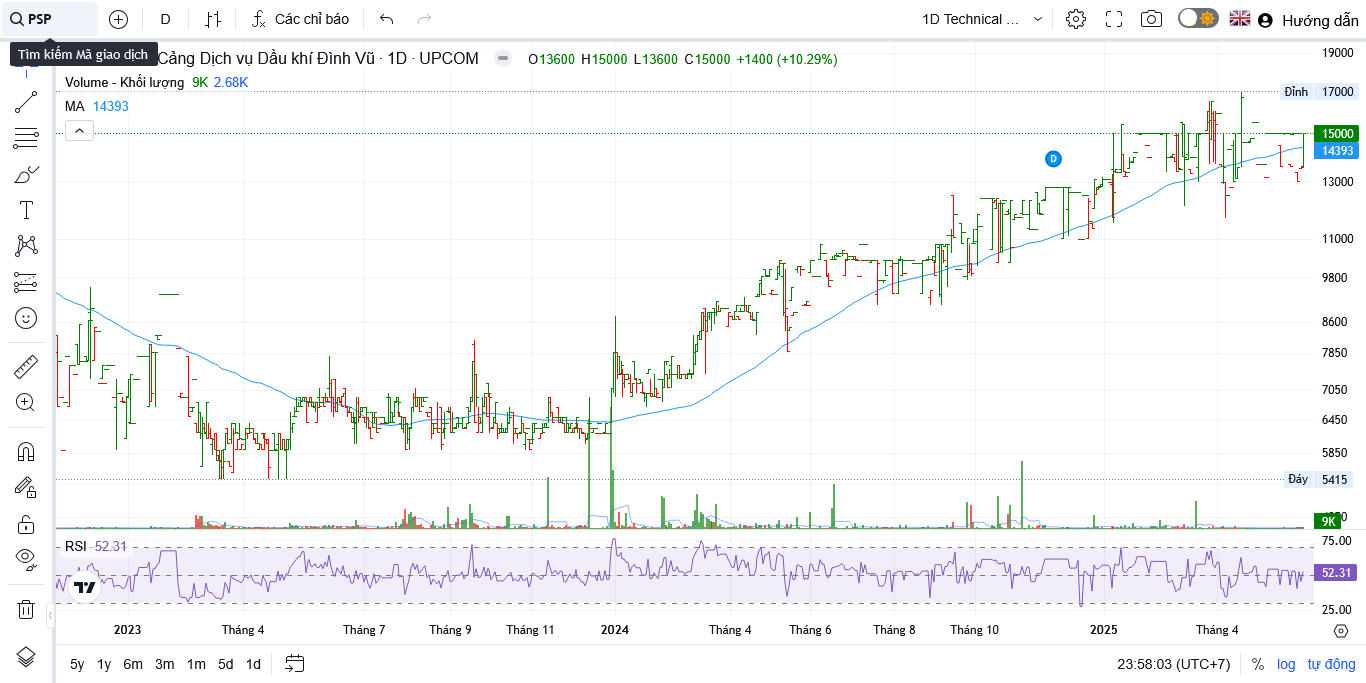 PSP D Các chỉ báo 1D Technical ... Hướng dẫn
Tìm kiếm Mã giao dịch
Cảng Dịch vụ Dầu khí Đình Vũ · 1D · UPCOM O13600 H15000 L13600 C15000 +1400 (+10.29%)
Volume - Khối lượng 9K 2.68K
MA 14393
19000
Đỉnh 17000
15000
14393
D
13000
11000
9800
8600
7850
7050
6450
5850
Đáy 5415
9K
RSI 52.31
75.00
52.31
25.00
2023 Tháng 4 Tháng 7 Tháng 9 Tháng 11 2024 Tháng 4 Tháng 6 Tháng 8 Tháng 10 2025 Tháng 4
5y 1y 6m 3m 1m 5d 1d 23:58:03 (UTC+7) % log tự động